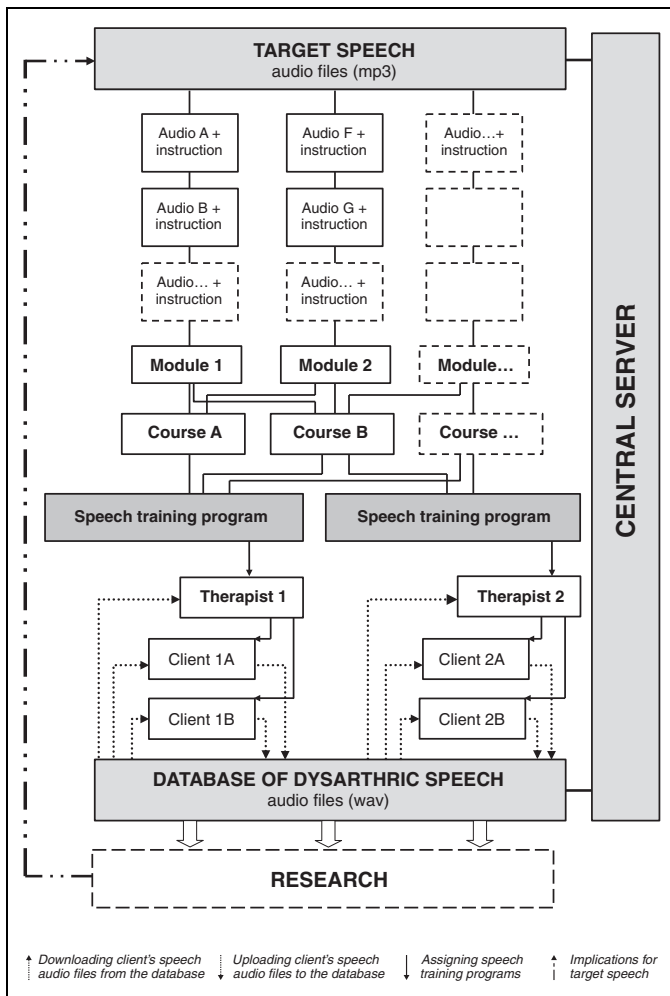 TARGET SPEECH
audio files (mp3)
Audio A +
instruction
Audio F +
instruction
Audio...+
instruction
Audio B +
instruction
Audio G +
instruction
Audio... +
instruction
Audio... +
instruction
Module 1
Module 2
Module...
Course A
Course B
Course ...
Speech training program
Speech training program
Therapist 1
Therapist 2
Client 1A
Client 2A
Client 1B
Client 2B
DATABASE OF DYSARTHRIC SPEECH
audio files (wav)
RESEARCH
CENTRAL SERVER
Downloading client's speech
audio files from the database
Uploading client's speech
audio files to the database
Assigning speech
training programs
Implications for
target speech